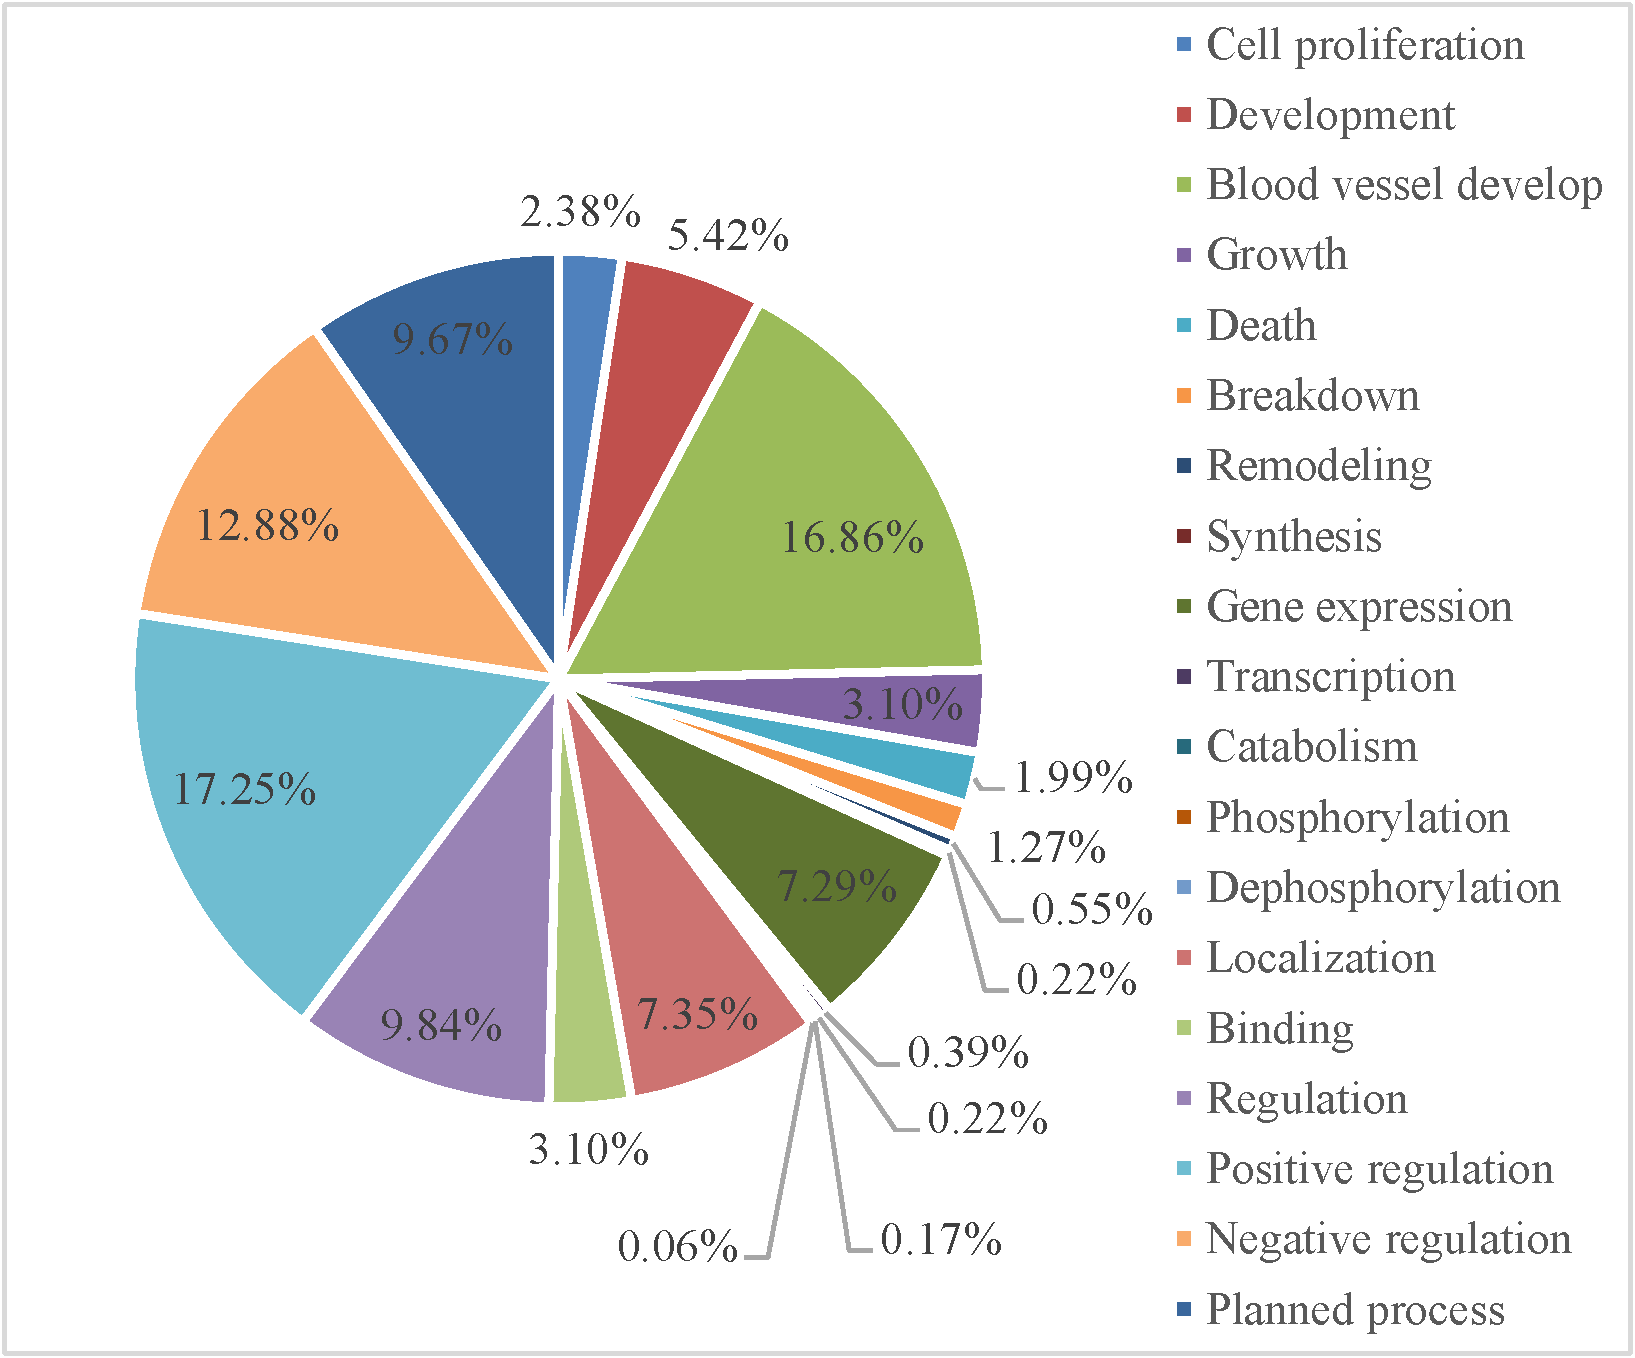 2.38%
5.42%
16.86%
3.10%
1.99%
1.27%
0.55%
0.22%
7.29%
0.39%
0.22%
0.17%
0.06%
7.35%
3.10%
9.84%
17.25%
12.88%
9.67%
Cell proliferation
Development
Blood vessel develop
Growth
Death
Breakdown
Remodeling
Synthesis
Gene expression
Transcription
Catabolism
Phosphorylation
Dephosphorylation
Localization
Binding
Regulation
Positive regulation
Negative regulation
Planned process